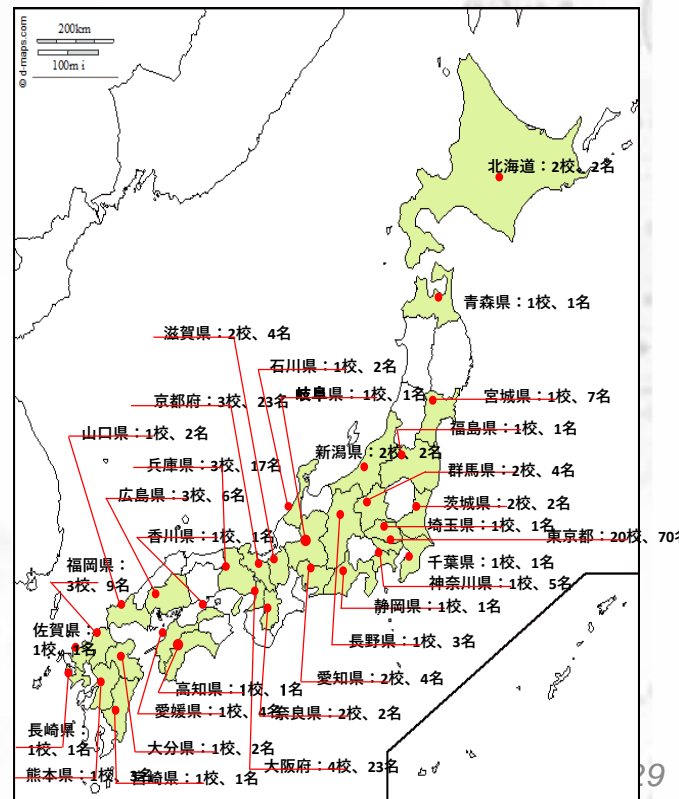 200km
100mi
© d-maps.com
北海道：2校、2名
青森県：1校、1名
滋賀県：2校、4名
石川県：1校、2名
京都府：3校、23名
岐阜県：1校、1名
宮城県：1校、7名
山口県：1校、2名
福島県：1校、1名
新潟県：2校、2名
兵庫県：3校、17名
群馬県：2校、4名
広島県：3校、6名
茨城県：2校、2名
香川県：1校、1名
埼玉県：1校、1名
東京都：20校、70名
福岡県：
3校、9名
千葉県：1校、1名
神奈川県：1校、5名
静岡県：1校、1名
佐賀県：
1校、1名
長野県：1校、3名
愛知県：2校、4名
高知県：1校、1名
愛媛県：1校、4名
奈良県：2校、2名
長崎県：
1校、1名
大分県：1校、2名
大阪府：4校、23名
熊本県：1校、3名
宮崎県：1校、1名
29